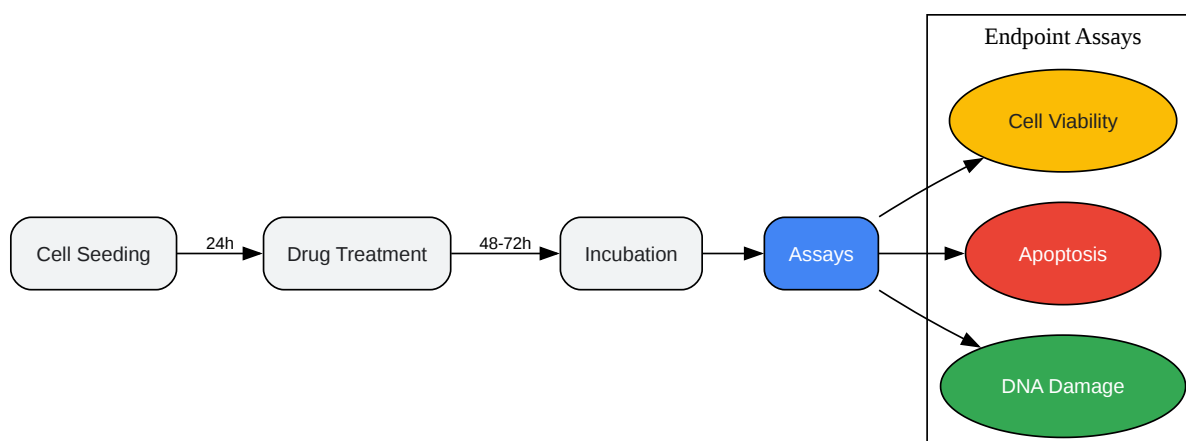 Endpoint Assays
Cell Viability
Cell Seeding
24h
Drug Treatment
48-72h
Incubation
Assays
Apoptosis
DNA Damage